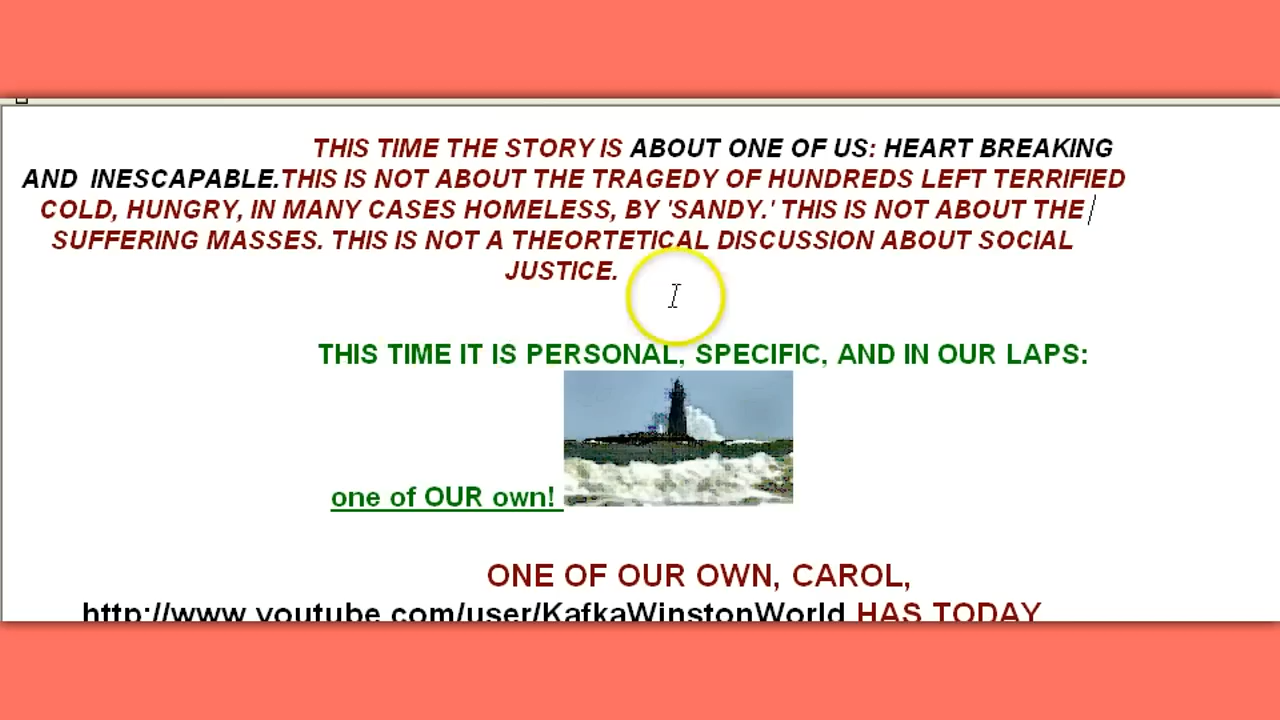 THIS TIME THE STORY IS ABOUT ONE OF US: HEART BREAKING
AND INESCAPABLE.THIS IS NOT ABOUT THE TRAGEDY OF HUNDREDS LEFT TERRIFIED
COLD, HUNGRY, IN MANY CASES HOMELESS, BY 'SANDY.' THIS IS NOT ABOUT THE
SUFFERING MASSES. THIS IS NOT A THEORTETICAL DISCUSSION ABOUT SOCIAL
JUSTICE.
THIS TIME IT IS PERSONAL, SPECIFIC, AND IN OUR LAPS:
one of OUR own!
ONE OF OUR OWN, CAROL,
http://www.youtube.com/user/KafkaWinstonWorld HAS TODAY